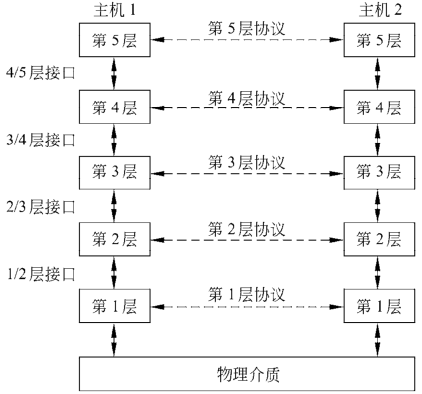 主机1 主机2
第5层 第5层协议 第5层
4/5层接口
第4层 第4层协议 第4层
3/4层接口
第3层 第3层协议 第3层
2/3层接口
第2层 第2层协议 第2层
1/2层接口
第1层 第1层协议 第1层
物理介质